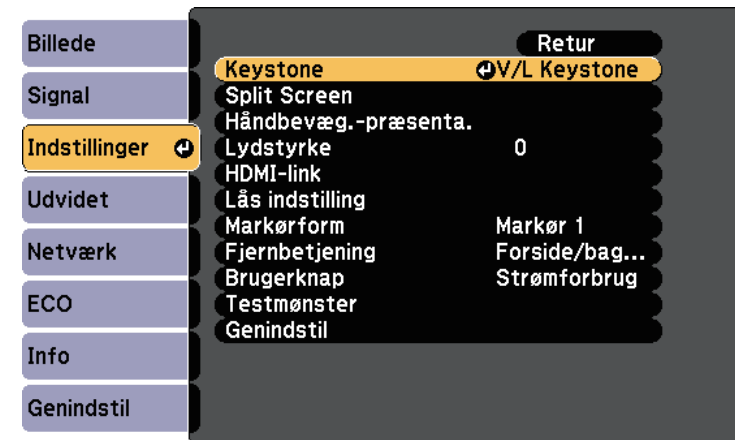 Billede
Signal
Indstillinger
Udvidet
Netværk
ECO
Info
Genindstil
Retur
Keystone V/L Keystone
Split Screen
Håndbevæg.-præsenta.
Lydstyrke 0
HDMI-link
Lås indstilling
Markørform Markør 1
Fjernbetjening Forside/bag...
Brugerknap Strømforbrug
Testmønster
Genindstil